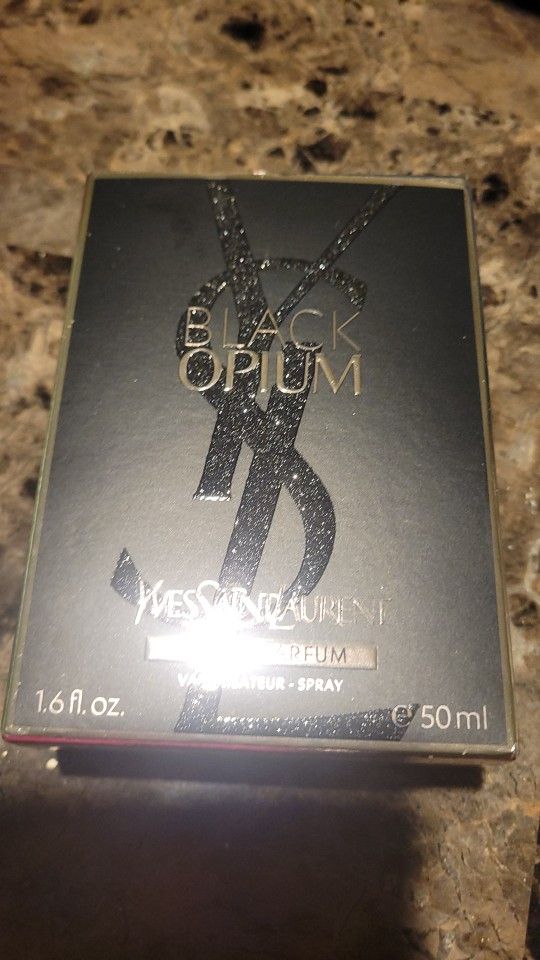 BLACK
OPIUM
YVESSAINTLAURENT
PARFUM
SPRAY
1.6 fl. oz.
e 50 ml